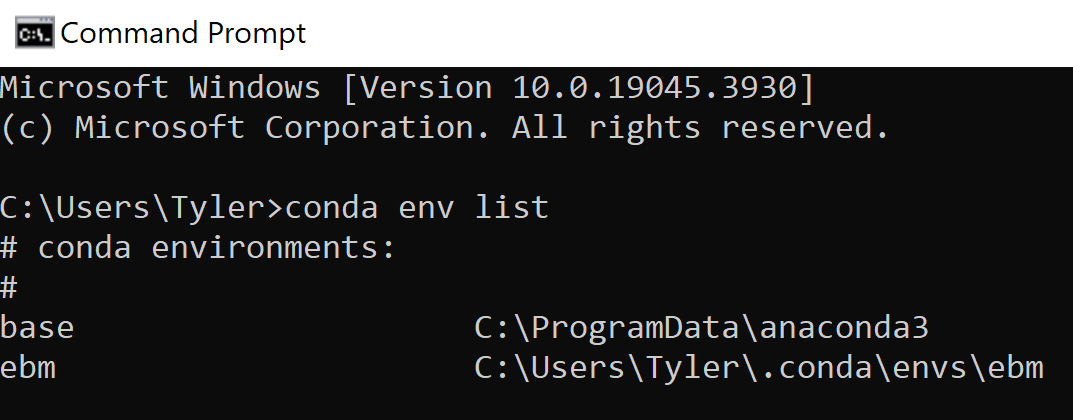 Command Prompt
Microsoft Windows [Version 10.0.19045.3930]
(c) Microsoft Corporation. All rights reserved.
C:\Users\Tyler>conda env list
# conda environments:
#
base                     C:\ProgramData\anaconda3
ebm                      C:\Users\Tyler\.conda\envs\ebm